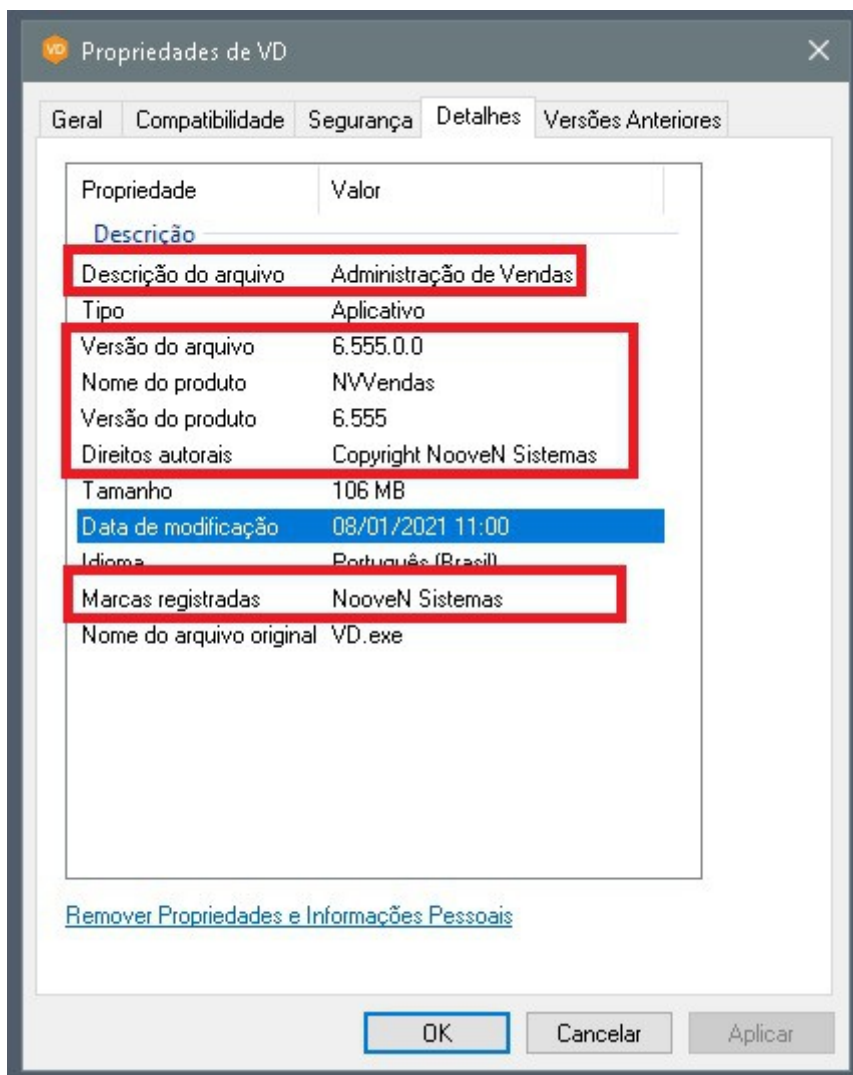 VD Propriedades de VD
Geral Compatibilidade Segurança Detalhes Versões Anteriores
Propriedade Valor
Descrição
Descrição do arquivo Administração de Vendas
Tipo Aplicativo
Versão do arquivo 6.555.0.0
Nome do produto NVVendas
Versão do produto 6.555
Direitos autorais Copyright NooveN Sistemas
Tamanho 106 MB
Data de modificação 08/01/2021 11:00
Idioma Português (Brasil)
Marcas registradas NooveN Sistemas
Nome do arquivo original VD.exe
Remover Propriedades e Informações Pessoais
OK Cancelar Aplicar